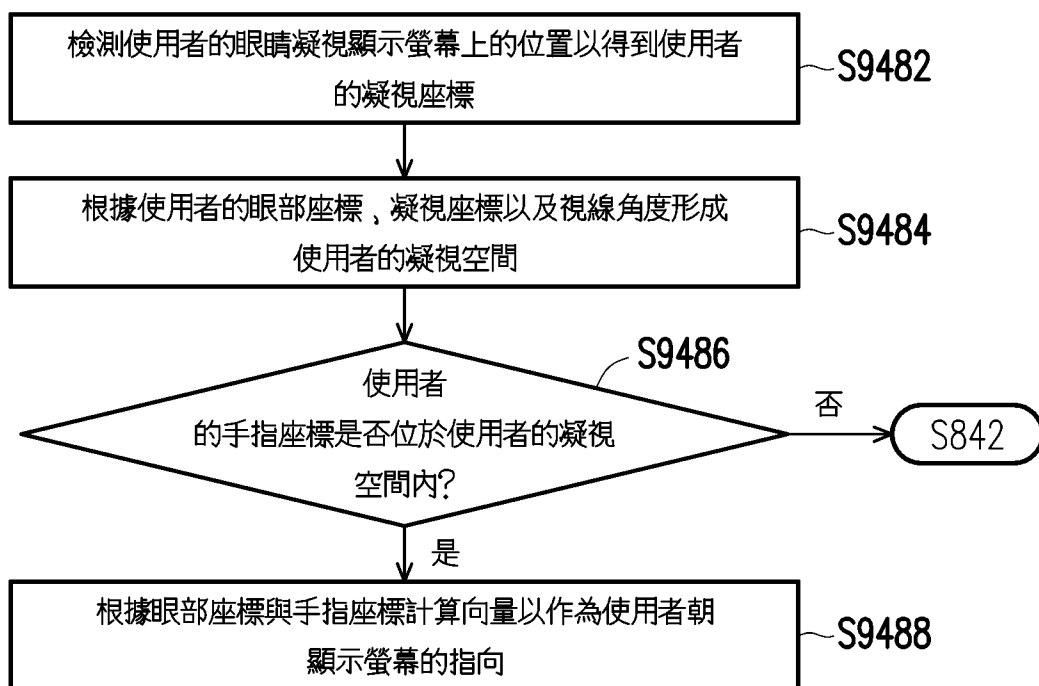 檢測使用者的眼睛凝視顯示螢幕上的位置以得到使用者
的凝視座標
S9482
根據使用者的眼部座標、凝視座標以及視線角度形成
使用者的凝視空間
S9484
S9486
使用者
的手指座標是否位於使用者的凝視
空間內?
否
S842
是
根據眼部座標與手指座標計算向量以作為使用者朝
顯示螢幕的指向
S9488